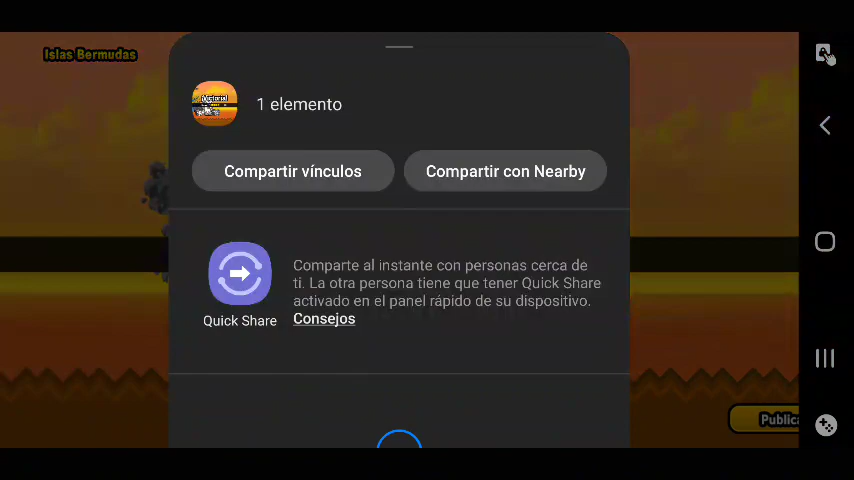 Islas Bermudas
1 elemento
Compartir vínculos
Compartir con Nearby
Comparte al instante con personas cerca de
ti. La otra persona tiene que tener Quick Share
activado en el panel rápido de su dispositivo.
Consejos
Quick Share
Publica